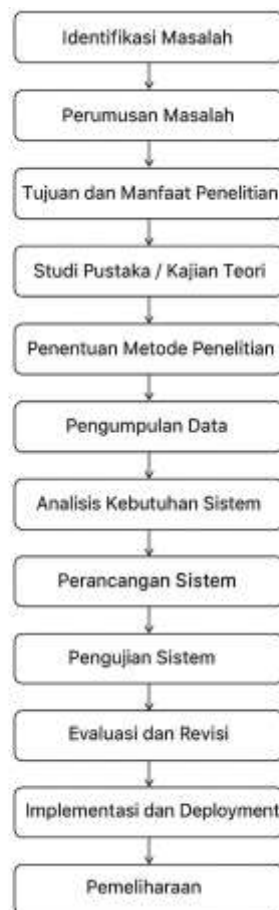 Identifikasi Masalah
Perumusan Masalah
Tujuan dan Manfaat Penelitian
Studi Pustaka / Kajian Teori
Penentuan Metode Penelitian
Pengumpulan Data
Analisis Kebutuhan Sistem
Perancangan Sistem
Pengujian Sistem
Evaluasi dan Revisi
Implementasi dan Deployment
Pemeliharaan